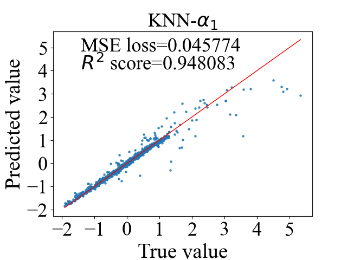 KNN-α₁
MSE loss=0.045774
R² score=0.948083
Predicted value
5
4
3
2
1
0
−1
−2
−2 −1 0 1 2 3 4 5
True value